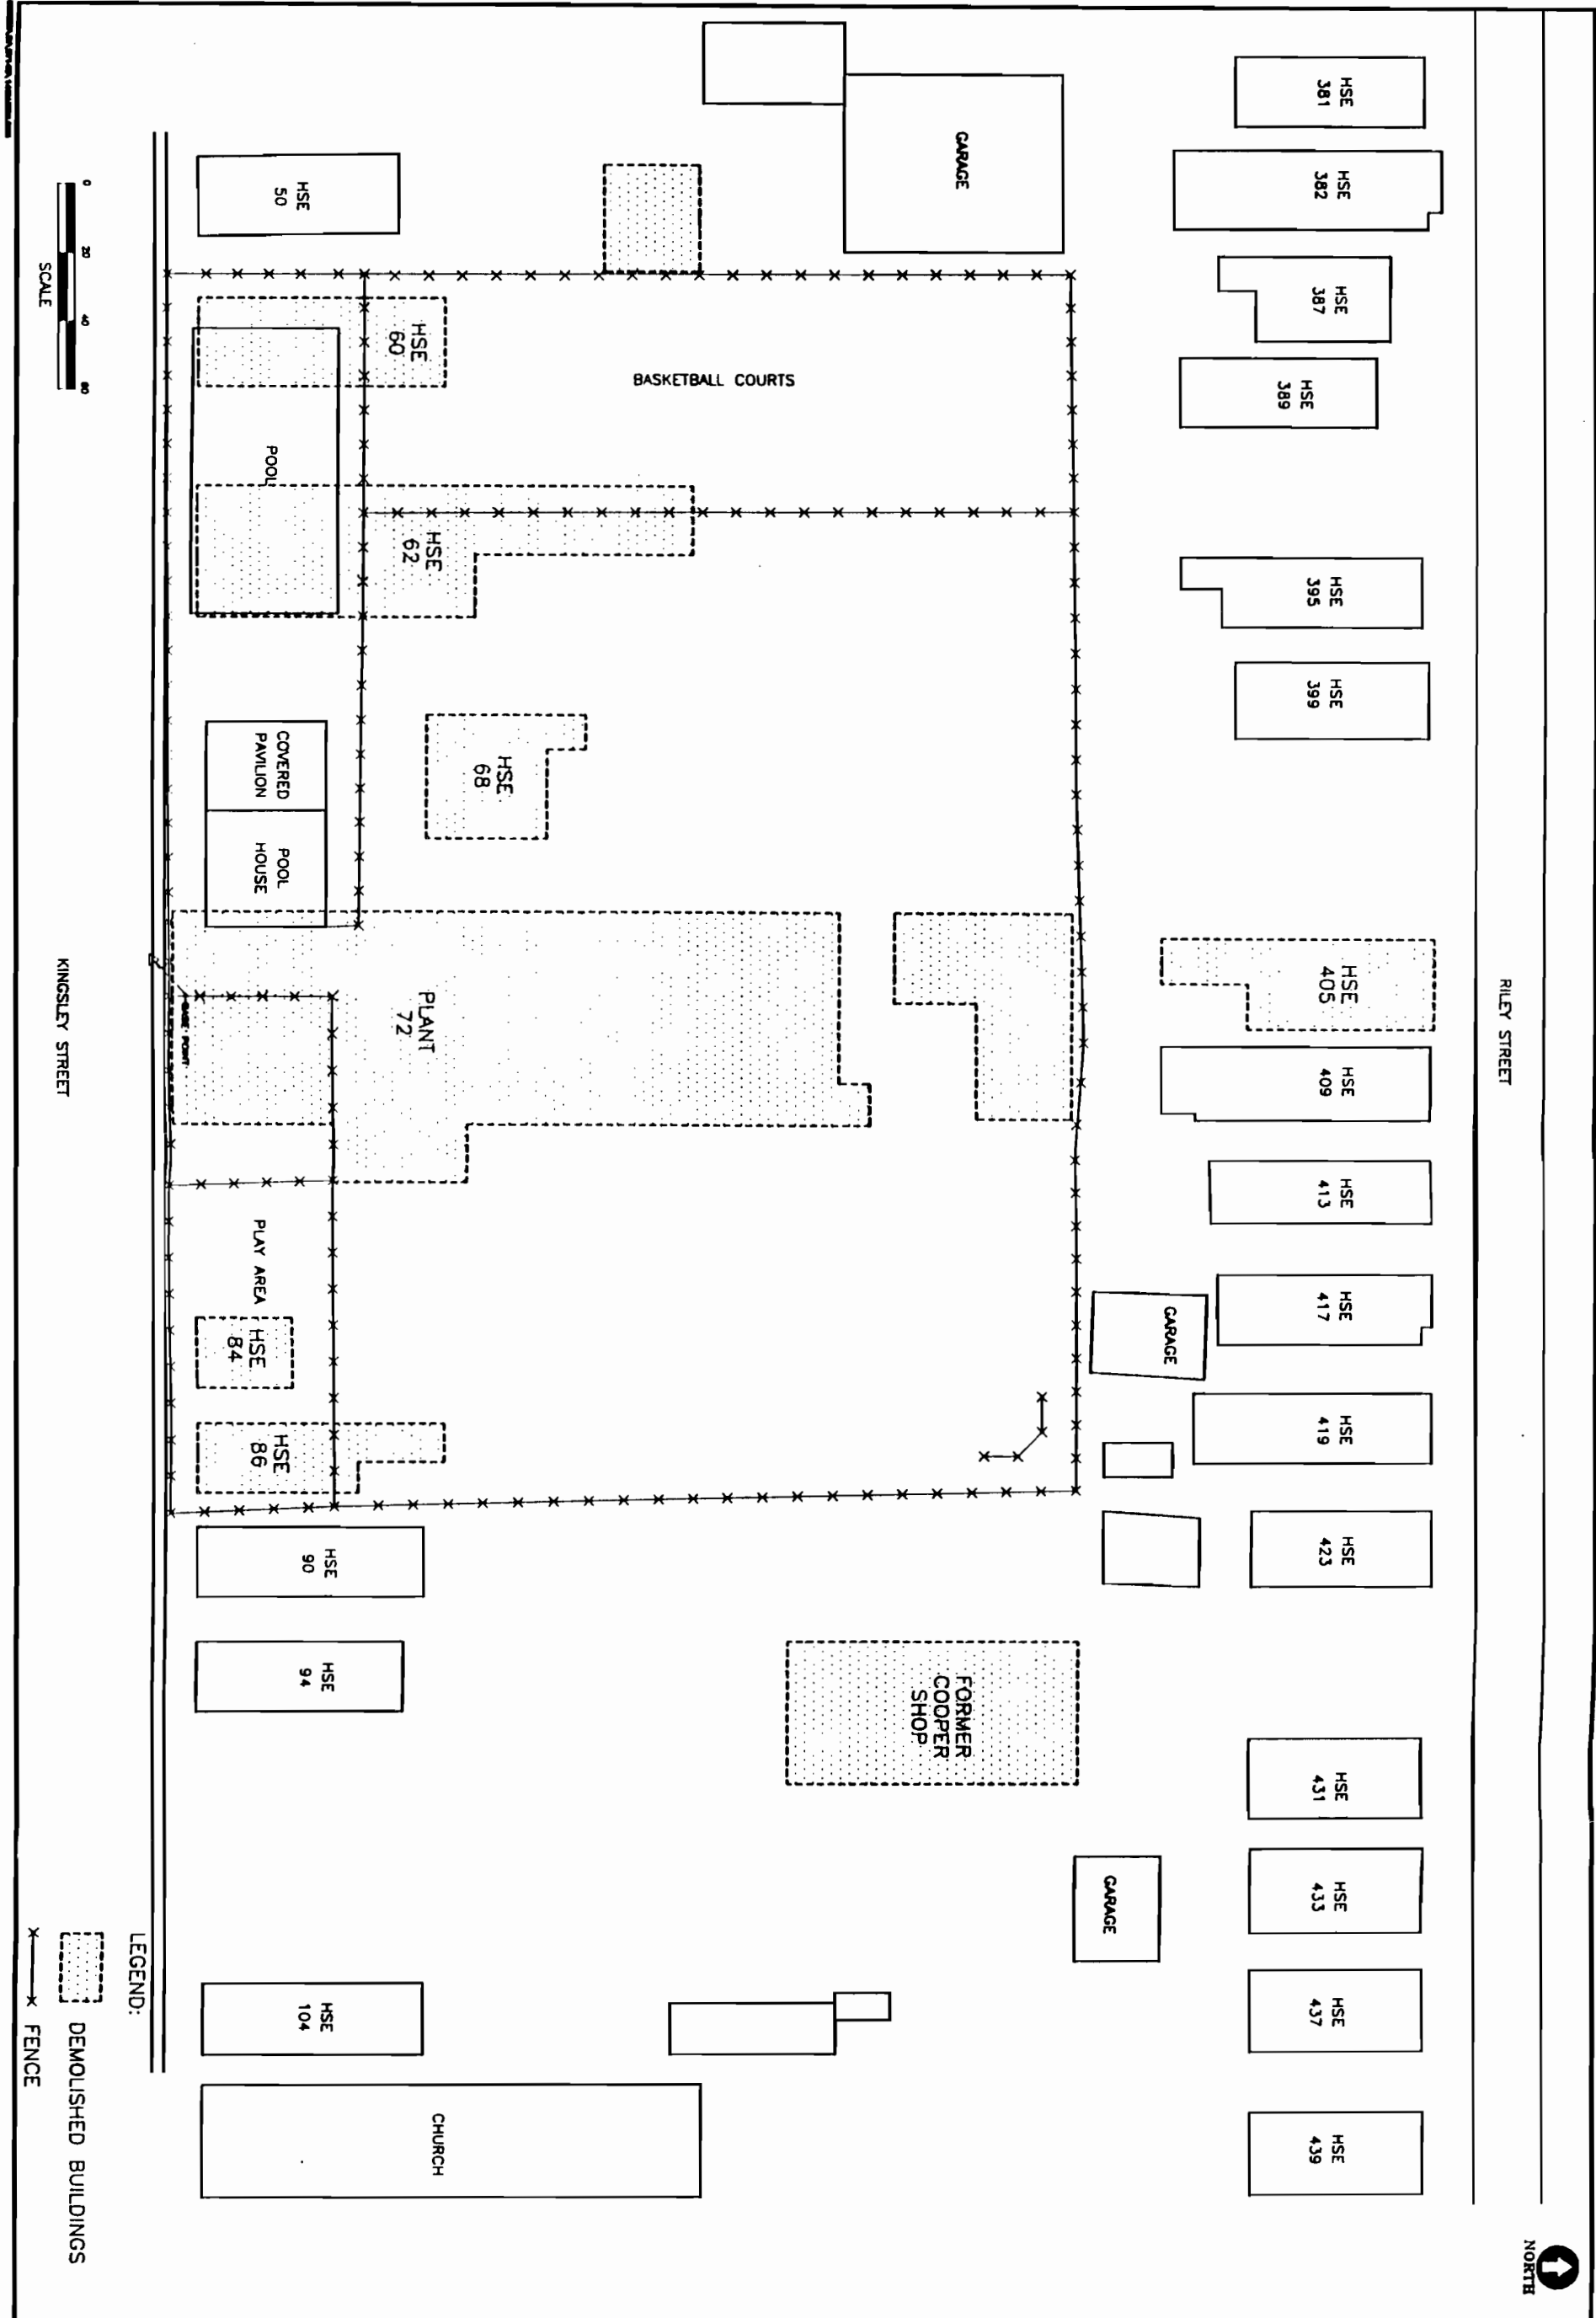 RILEY STREET
NORTH
HSE
381
HSE
382
HSE
387
HSE
389
HSE
395
HSE
399
HSE
405
HSE
409
HSE
413
HSE
417
HSE
419
HSE
423
HSE
431
HSE
433
HSE
437
HSE
439
GARAGE
GARAGE
GARAGE
BASKETBALL COURTS
FORMER
COOPER
SHOP
HSE
50
HSE
60
POOL
HSE
62
HSE
68
COVERED
PAVILION
POOL
HOUSE
PLANT
72
BASE POINT
PLAY AREA
HSE
84
HSE
86
HSE
90
HSE
94
HSE
104
CHURCH
KINGSLEY STREET
0 20 40 60
SCALE
LEGEND:
DEMOLISHED BUILDINGS
FENCE